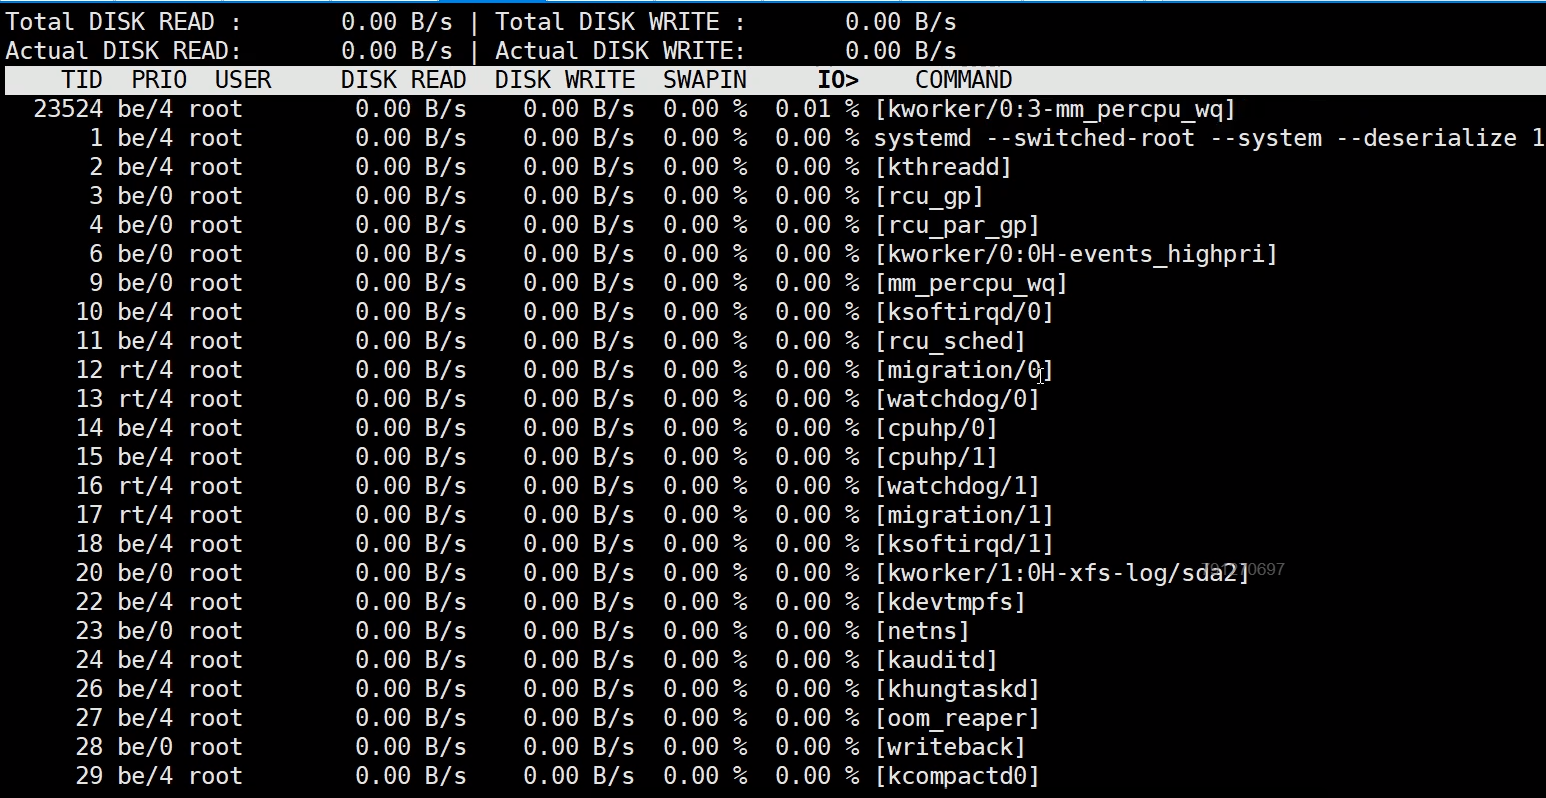 Total DISK READ :       0.00 B/s | Total DISK WRITE :       0.00 B/s
Actual DISK READ:       0.00 B/s | Actual DISK WRITE:       0.00 B/s
    TID  PRIO  USER     DISK READ  DISK WRITE  SWAPIN     IO>    COMMAND
  23524 be/4 root        0.00 B/s    0.00 B/s  0.00 %  0.01 % [kworker/0:3-mm_percpu_wq]
      1 be/4 root        0.00 B/s    0.00 B/s  0.00 %  0.00 % systemd --switched-root --system --deserialize 1
      2 be/4 root        0.00 B/s    0.00 B/s  0.00 %  0.00 % [kthreadd]
      3 be/0 root        0.00 B/s    0.00 B/s  0.00 %  0.00 % [rcu_gp]
      4 be/0 root        0.00 B/s    0.00 B/s  0.00 %  0.00 % [rcu_par_gp]
      6 be/0 root        0.00 B/s    0.00 B/s  0.00 %  0.00 % [kworker/0:0H-events_highpri]
      9 be/0 root        0.00 B/s    0.00 B/s  0.00 %  0.00 % [mm_percpu_wq]
     10 be/4 root        0.00 B/s    0.00 B/s  0.00 %  0.00 % [ksoftirqd/0]
     11 be/4 root        0.00 B/s    0.00 B/s  0.00 %  0.00 % [rcu_sched]
     12 rt/4 root        0.00 B/s    0.00 B/s  0.00 %  0.00 % [migration/0]
     13 rt/4 root        0.00 B/s    0.00 B/s  0.00 %  0.00 % [watchdog/0]
     14 be/4 root        0.00 B/s    0.00 B/s  0.00 %  0.00 % [cpuhp/0]
     15 be/4 root        0.00 B/s    0.00 B/s  0.00 %  0.00 % [cpuhp/1]
     16 rt/4 root        0.00 B/s    0.00 B/s  0.00 %  0.00 % [watchdog/1]
     17 rt/4 root        0.00 B/s    0.00 B/s  0.00 %  0.00 % [migration/1]
     18 be/4 root        0.00 B/s    0.00 B/s  0.00 %  0.00 % [ksoftirqd/1]
     20 be/0 root        0.00 B/s    0.00 B/s  0.00 %  0.00 % [kworker/1:0H-xfs-log/sda2]
     22 be/4 root        0.00 B/s    0.00 B/s  0.00 %  0.00 % [kdevtmpfs]
     23 be/0 root        0.00 B/s    0.00 B/s  0.00 %  0.00 % [netns]
     24 be/4 root        0.00 B/s    0.00 B/s  0.00 %  0.00 % [kauditd]
     26 be/4 root        0.00 B/s    0.00 B/s  0.00 %  0.00 % [khungtaskd]
     27 be/4 root        0.00 B/s    0.00 B/s  0.00 %  0.00 % [oom_reaper]
     28 be/0 root        0.00 B/s    0.00 B/s  0.00 %  0.00 % [writeback]
     29 be/4 root        0.00 B/s    0.00 B/s  0.00 %  0.00 % [kcompactd0]